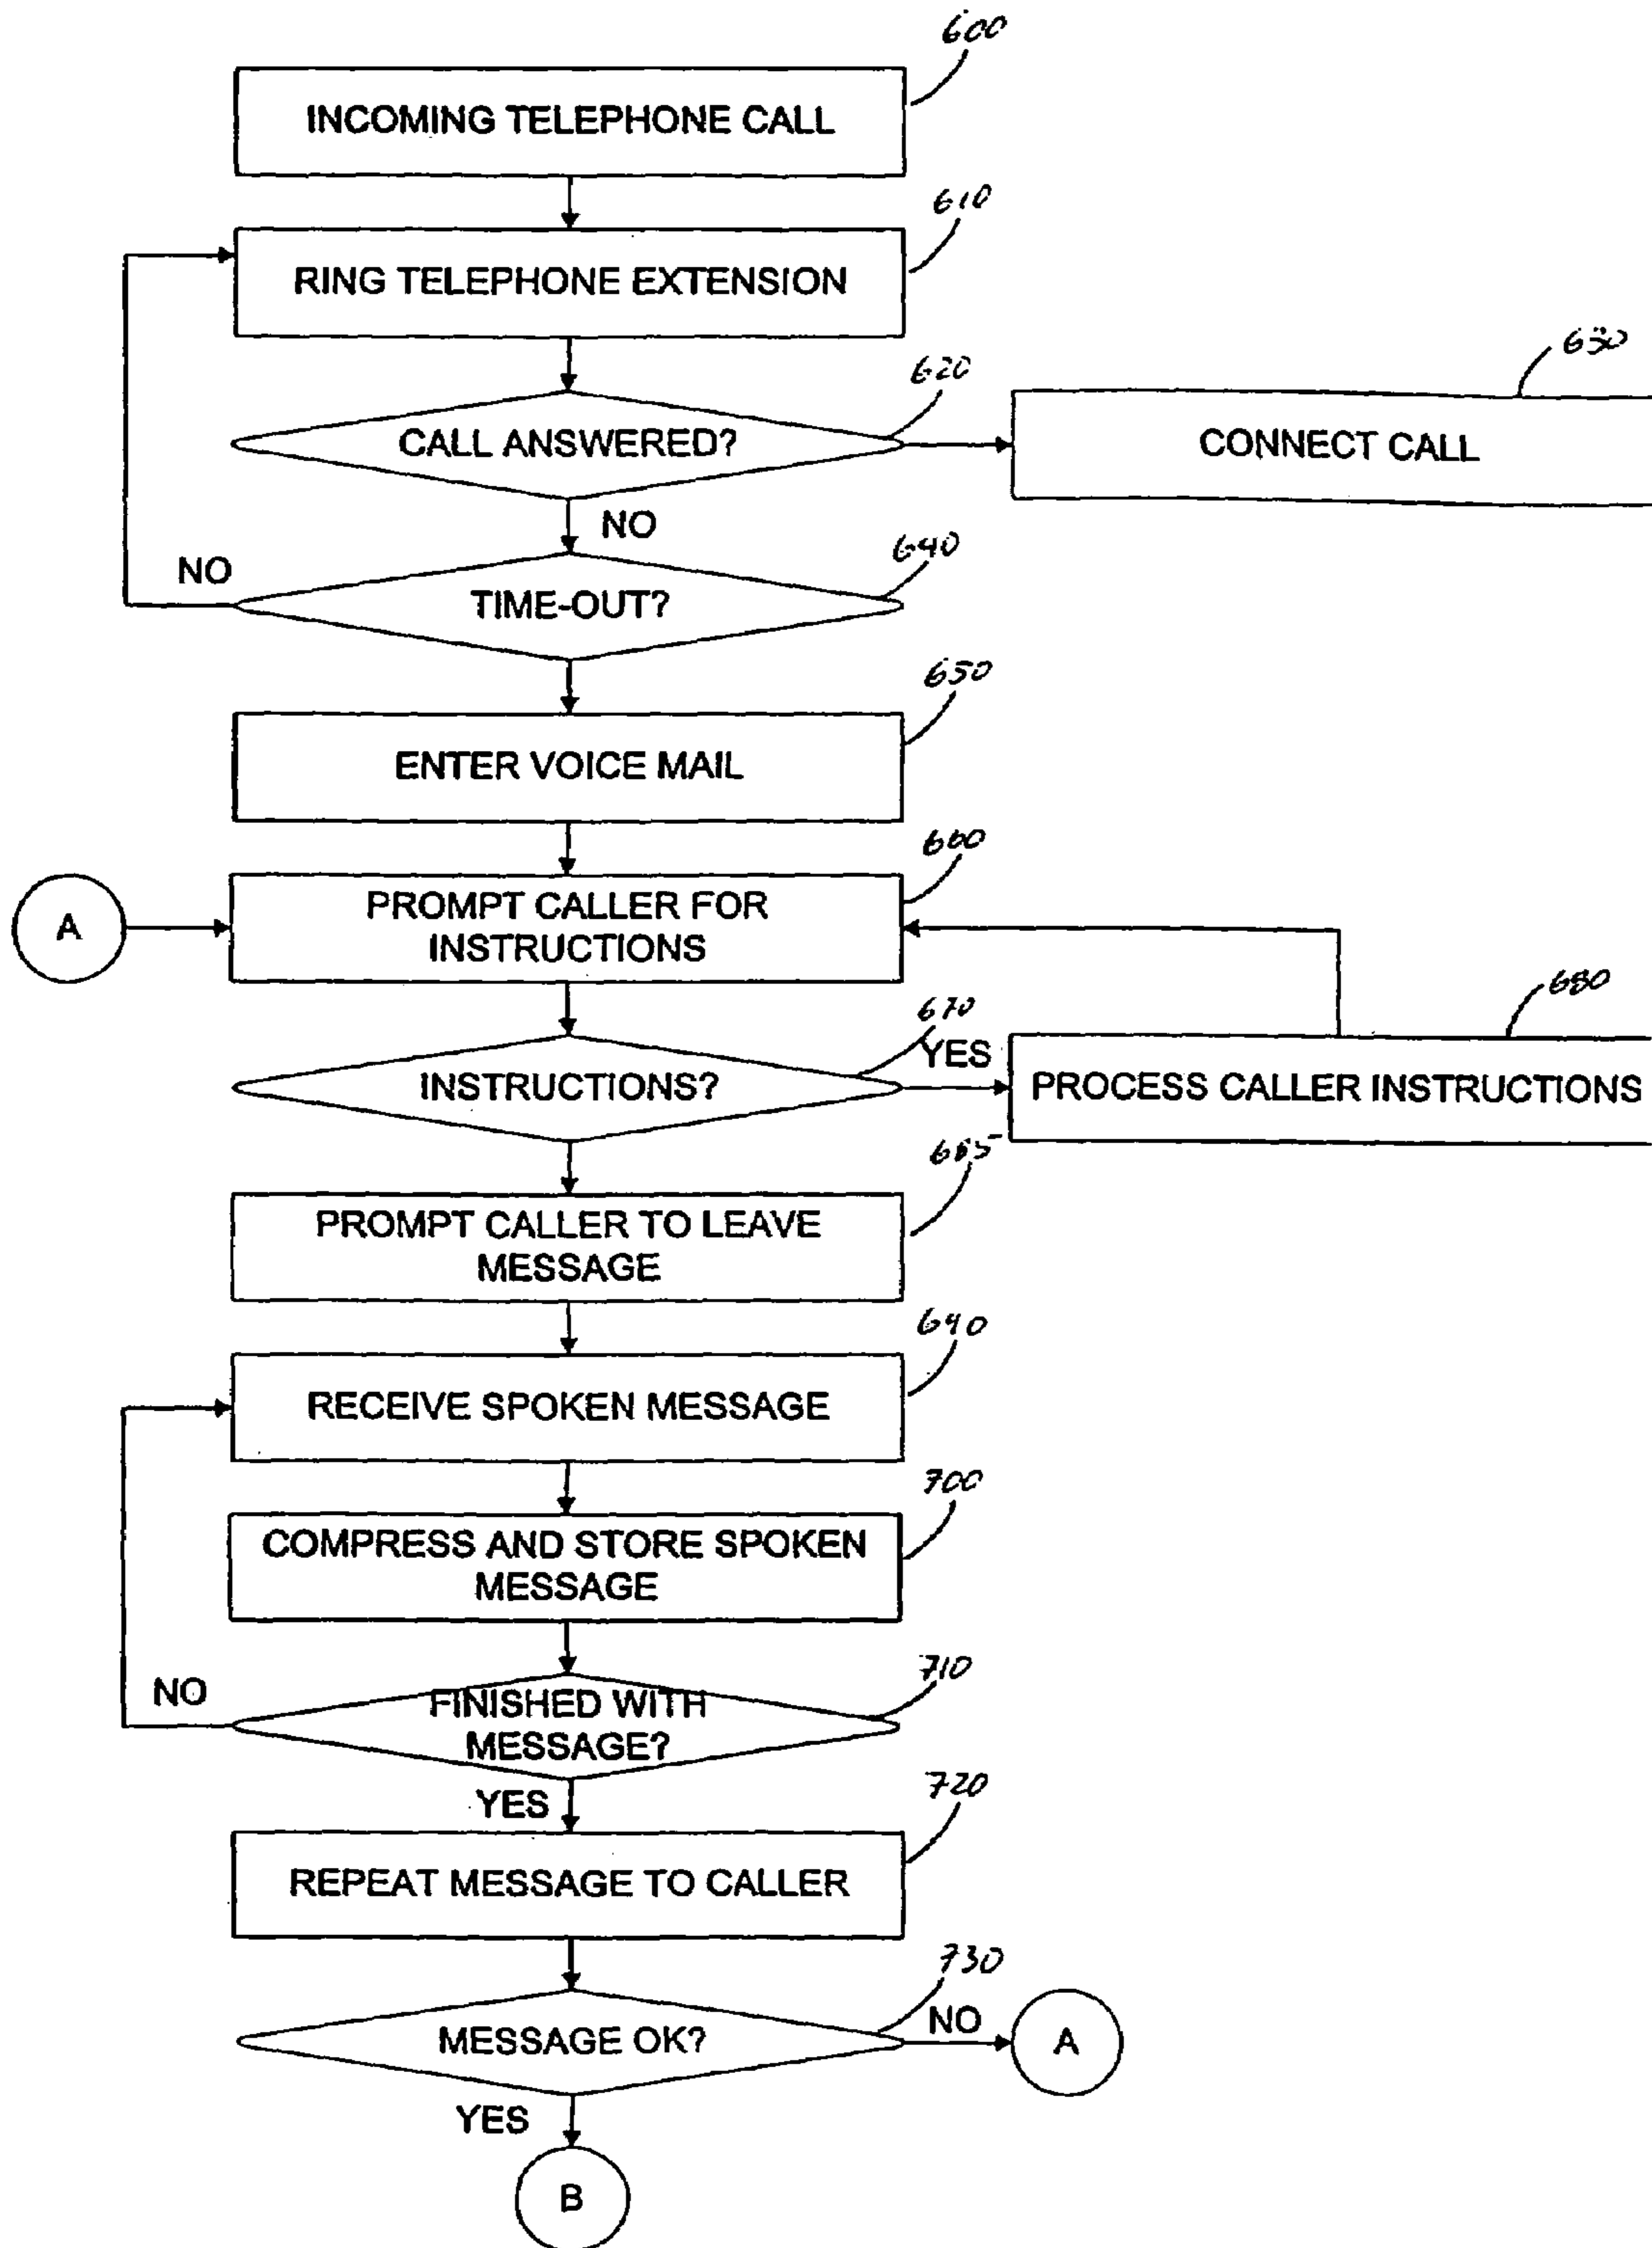 600
INCOMING TELEPHONE CALL
610
RING TELEPHONE EXTENSION
620
630
CALL ANSWERED?
CONNECT CALL
NO
640
NO
TIME-OUT?
650
ENTER VOICE MAIL
660
A
PROMPT CALLER FOR
INSTRUCTIONS
670
680
YES
INSTRUCTIONS?
PROCESS CALLER INSTRUCTIONS
685
PROMPT CALLER TO LEAVE
MESSAGE
690
RECEIVE SPOKEN MESSAGE
700
COMPRESS AND STORE SPOKEN
MESSAGE
710
NO
FINISHED WITH
MESSAGE?
YES
720
REPEAT MESSAGE TO CALLER
730
NO
MESSAGE OK?
A
YES
B